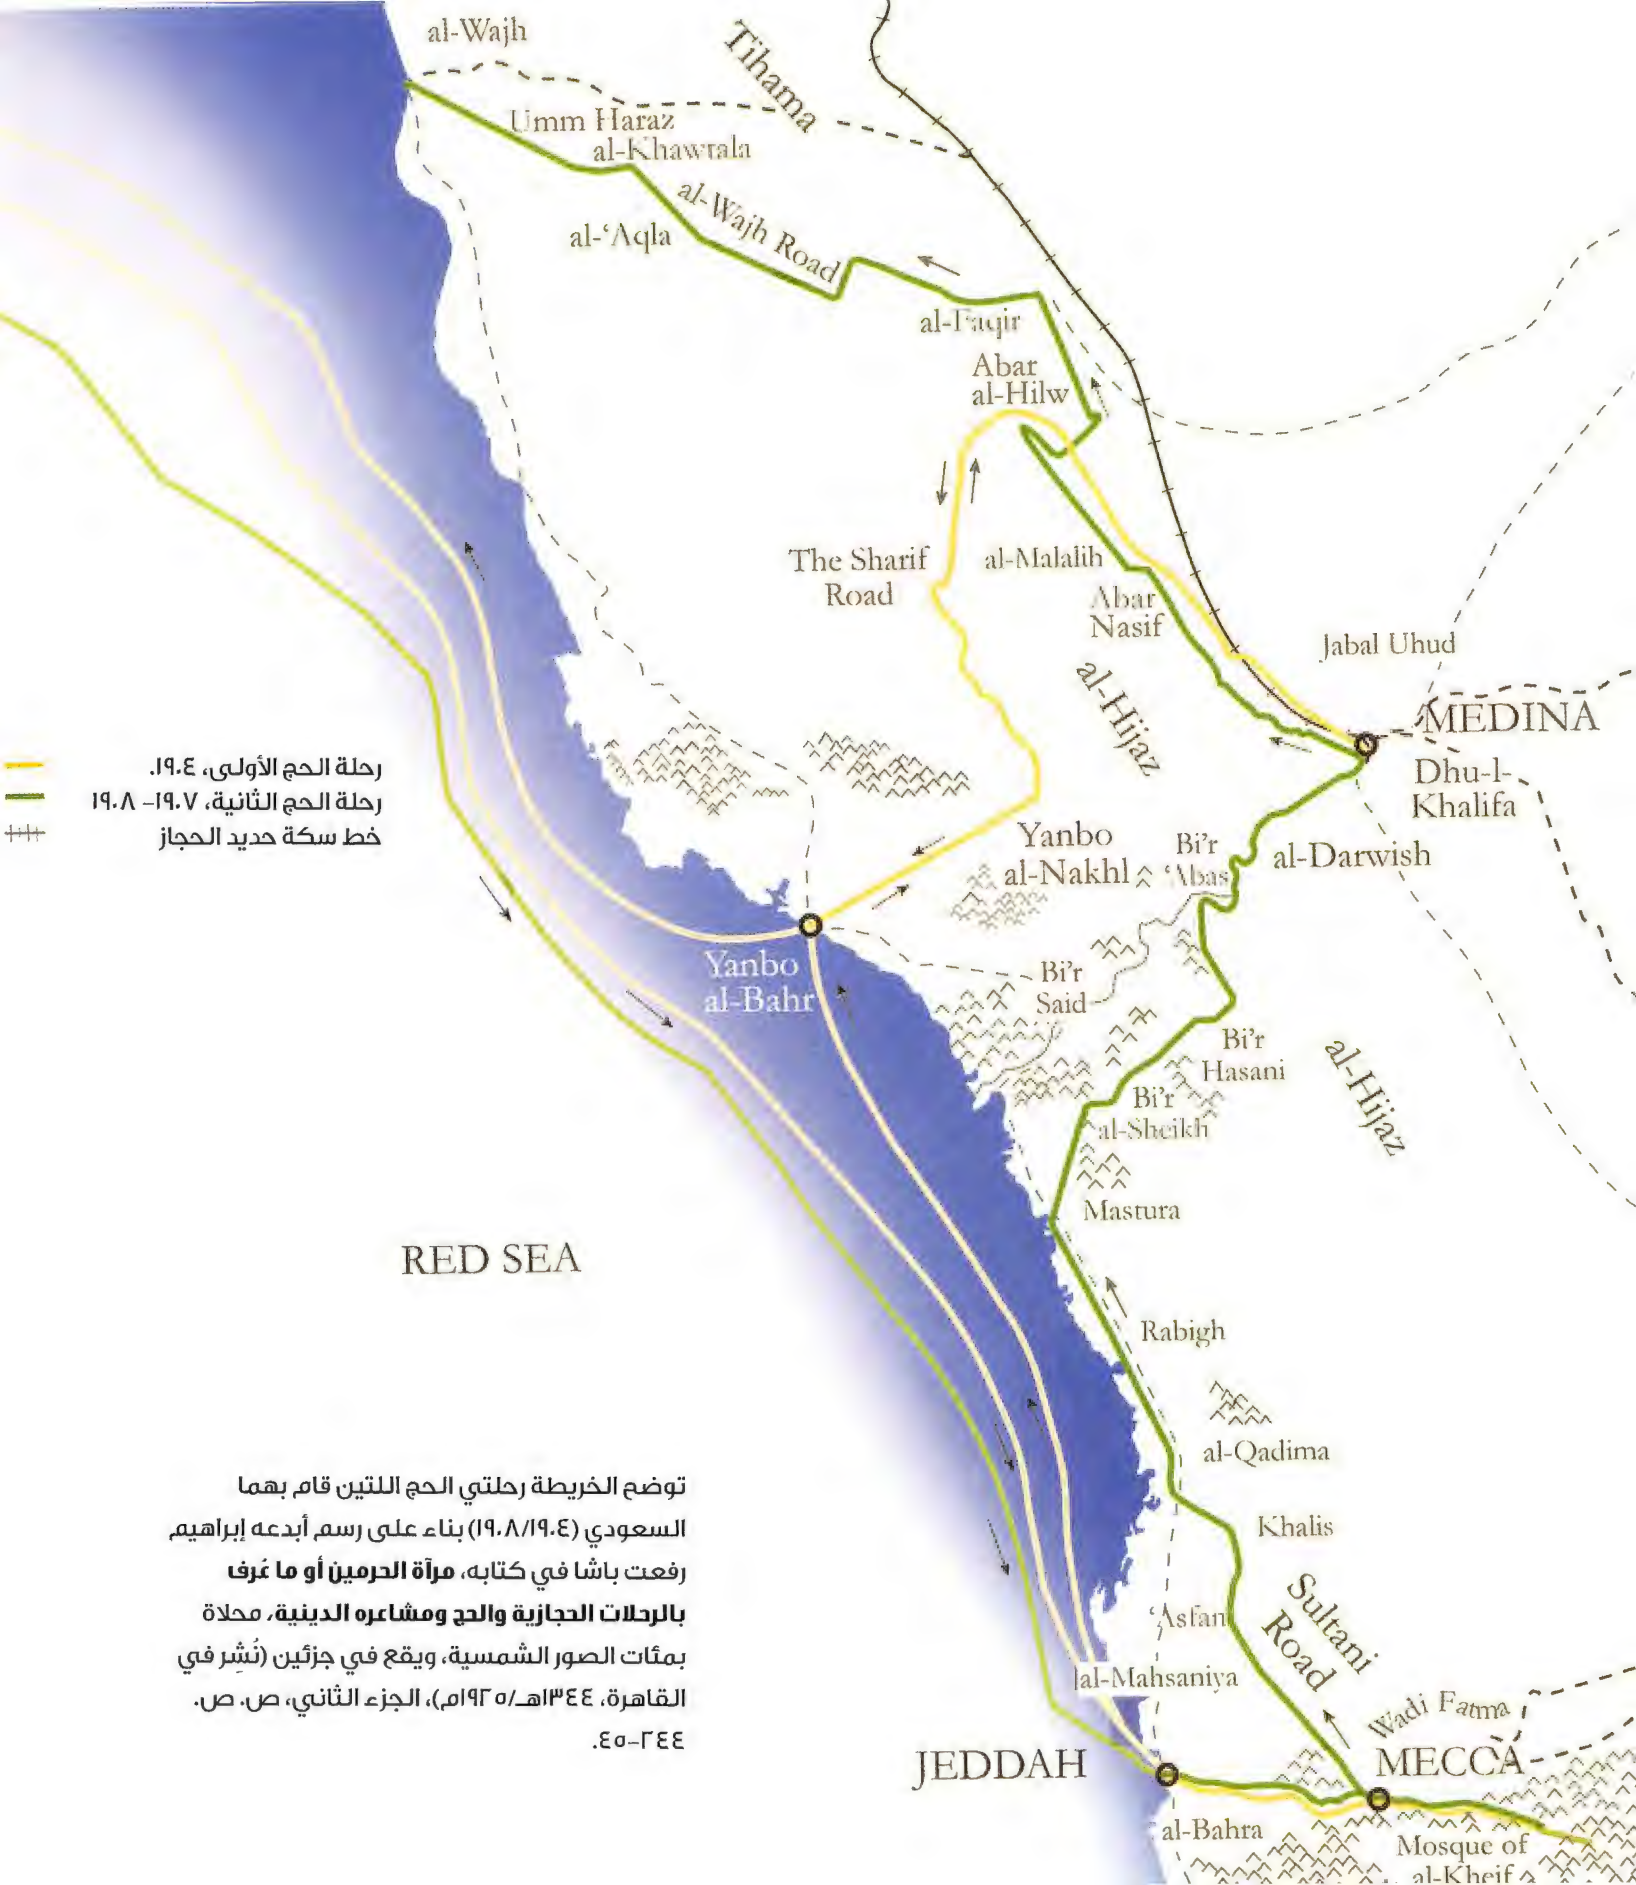 al-Wajh
Tihama
Umm Haraz
al-Khawtala
al-Wajh Road
al-‘Aqla
al-Faqir
Abar
al-Hilw
The Sharif
Road
al-Malalih
Abar
Nasif
Jabal Uhud
al-Hijaz
MEDINA
Dhu-l-
Khalifa
رحلة الحج الأولى، ١٩٠٤.
رحلة الحج الثانية، ١٩٠٧– ١٩٠٨
خط سكة حديد الحجاز
Yanbo
al-Nakhl
Bi'r
‘Abas
al-Darwish
Yanbo
al-Bahr
Bi'r
Said
Bi'r
Hasani
al-Hijaz
Bi'r
al-Sheikh
Mastura
RED SEA
Rabigh
al-Qadima
Khalis
توضح الخريطة رحلتي الحج اللتين قام بهما
السعودي (١٩٠٨/١٩٠٤) بناء على رسم أبدعه إبراهيم
رفعت باشا في كتابه، مرآة الحرمين أو ما عُرف
بالرحلات الحجازية والحج ومشاعره الدينية، محلاة
بمئات الصور الشمسية، ويقع في جزئين (نُشِر في
القاهرة، ١٣٤٤هـ/١٩٢٥م)، الجزء الثاني، ص. ص.
٢٤٤–٤٥.
‘Asfan
Sultani
Road
al-Mahsaniya
Wadi Fatma
JEDDAH
MECCA
al-Bahra
Mosque of
al-Kheif